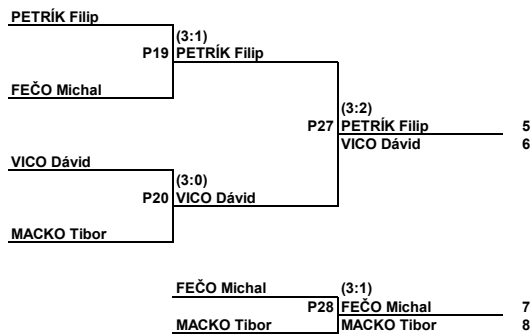 PETRÍK Filip
(3:1)
P19 PETRÍK Filip
FEČO Michal
(3:2)
P27 PETRÍK Filip 5
VICO Dávid 6
VICO Dávid
(3:0)
P20 VICO Dávid
MACKO Tibor
FEČO Michal (3:1)
P28 FEČO Michal 7
MACKO Tibor MACKO Tibor 8